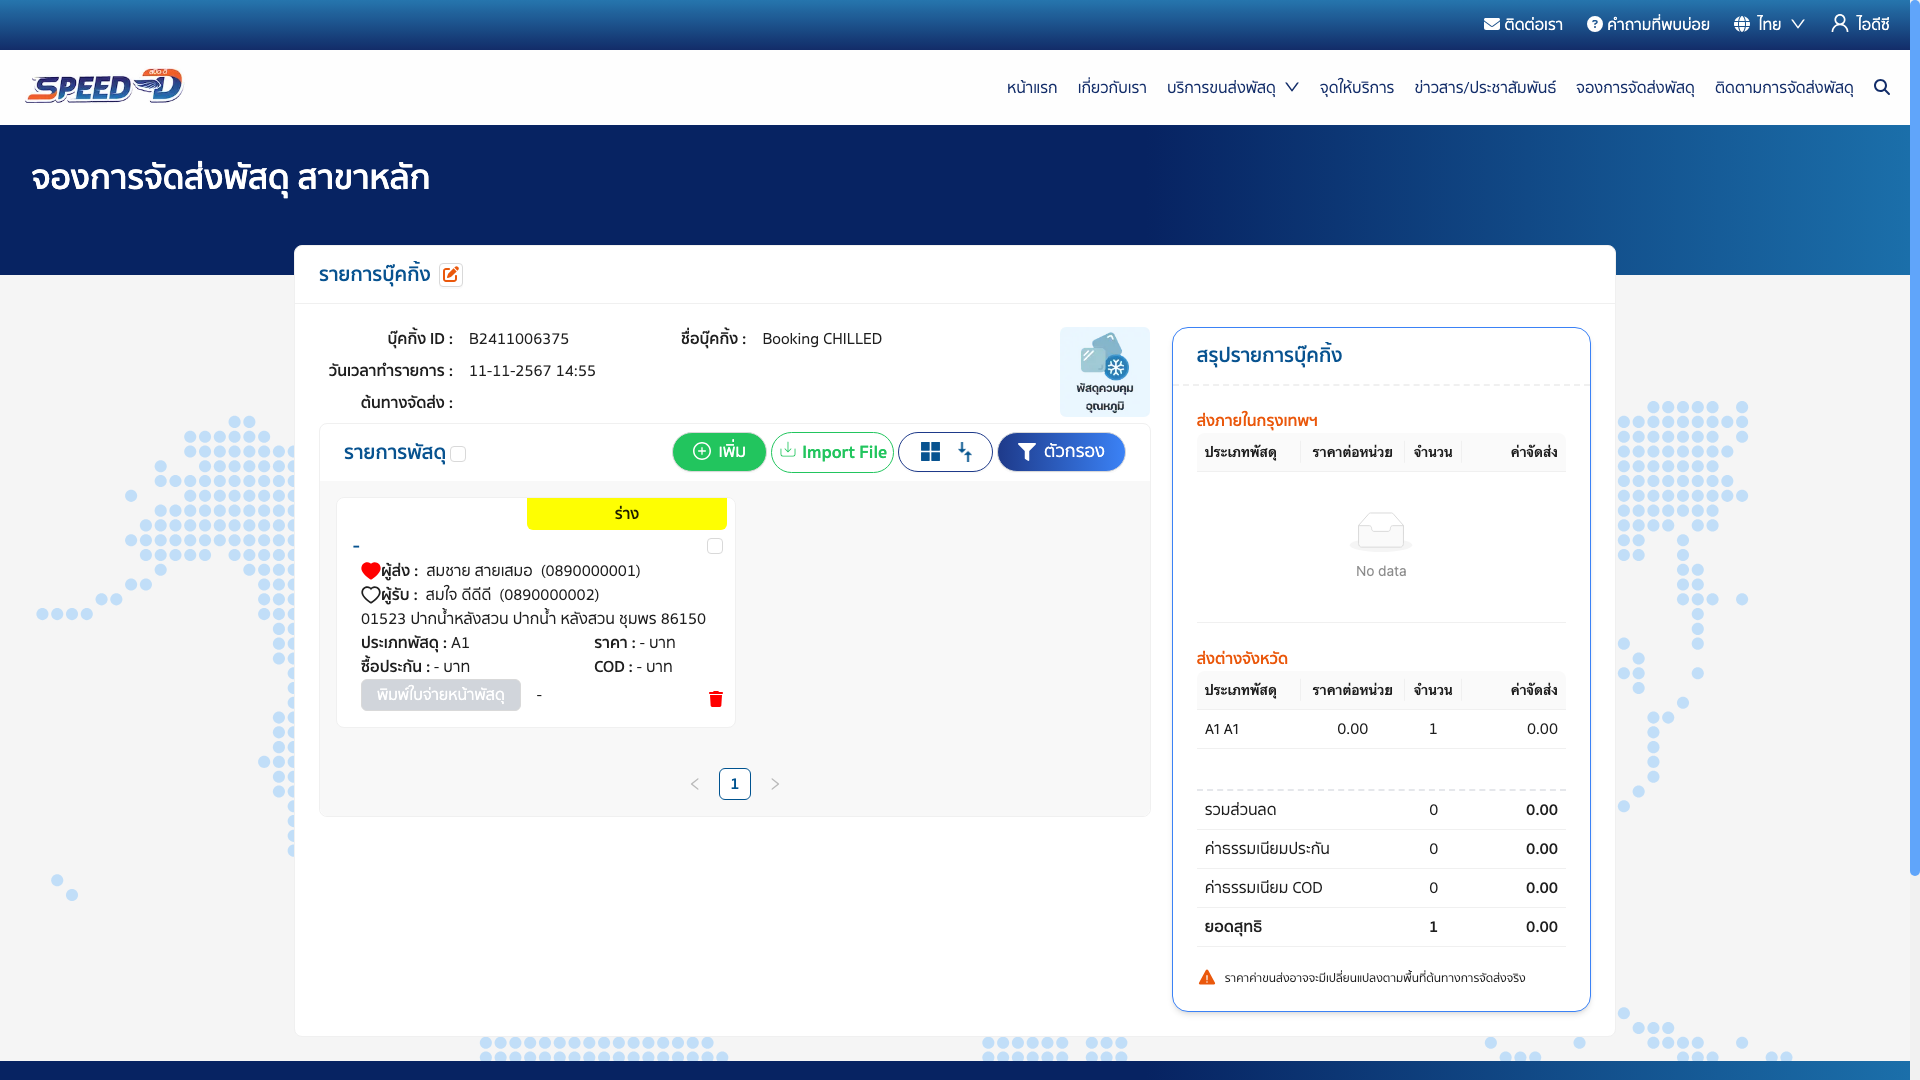 ติดต่อเรา คำถามที่พบบ่อย ไทย ไอดีซี
สปีด-ดี
SPEED-D
หน้าแรก เกี่ยวกับเรา บริการขนส่งพัสดุ จุดให้บริการ ข่าวสาร/ประชาสัมพันธ์ จองการจัดส่งพัสดุ ติดตามการจัดส่งพัสดุ
จองการจัดส่งพัสดุ สาขาหลัก
รายการบุ๊คกิ้ง
บุ๊คกิ้ง ID : B2411006375 ชื่อบุ๊คกิ้ง : Booking CHILLED
วันเวลาทำรายการ : 11-11-2567 14:55
ต้นทางจัดส่ง :
พัสดุควบคุม
อุณหภูมิ
รายการพัสดุ เพิ่ม Import File ตัวกรอง
ร่าง
-
ผู้ส่ง : สมชาย สายเสมอ (0890000001)
ผู้รับ : สมใจ ดีดีดี (0890000002)
01523 ปากน้ำหลังสวน ปากน้ำ หลังสวน ชุมพร 86150
ประเภทพัสดุ : A1 ราคา : - บาท
ซื้อประกัน : - บาท COD : - บาท
พิมพ์ใบจ่ายหน้าพัสดุ -
1
สรุปรายการบุ๊คกิ้ง
ส่งภายในกรุงเทพฯ
ประเภทพัสดุ ราคาต่อหน่วย จำนวน ค่าจัดส่ง
No data
ส่งต่างจังหวัด
ประเภทพัสดุ ราคาต่อหน่วย จำนวน ค่าจัดส่ง
A1 A1 0.00 1 0.00
รวมส่วนลด 0 0.00
ค่าธรรมเนียมประกัน 0 0.00
ค่าธรรมเนียม COD 0 0.00
ยอดสุทธิ 1 0.00
ราคาค่าขนส่งอาจจะมีเปลี่ยนแปลงตามพื้นที่ต้นทางการจัดส่งจริง